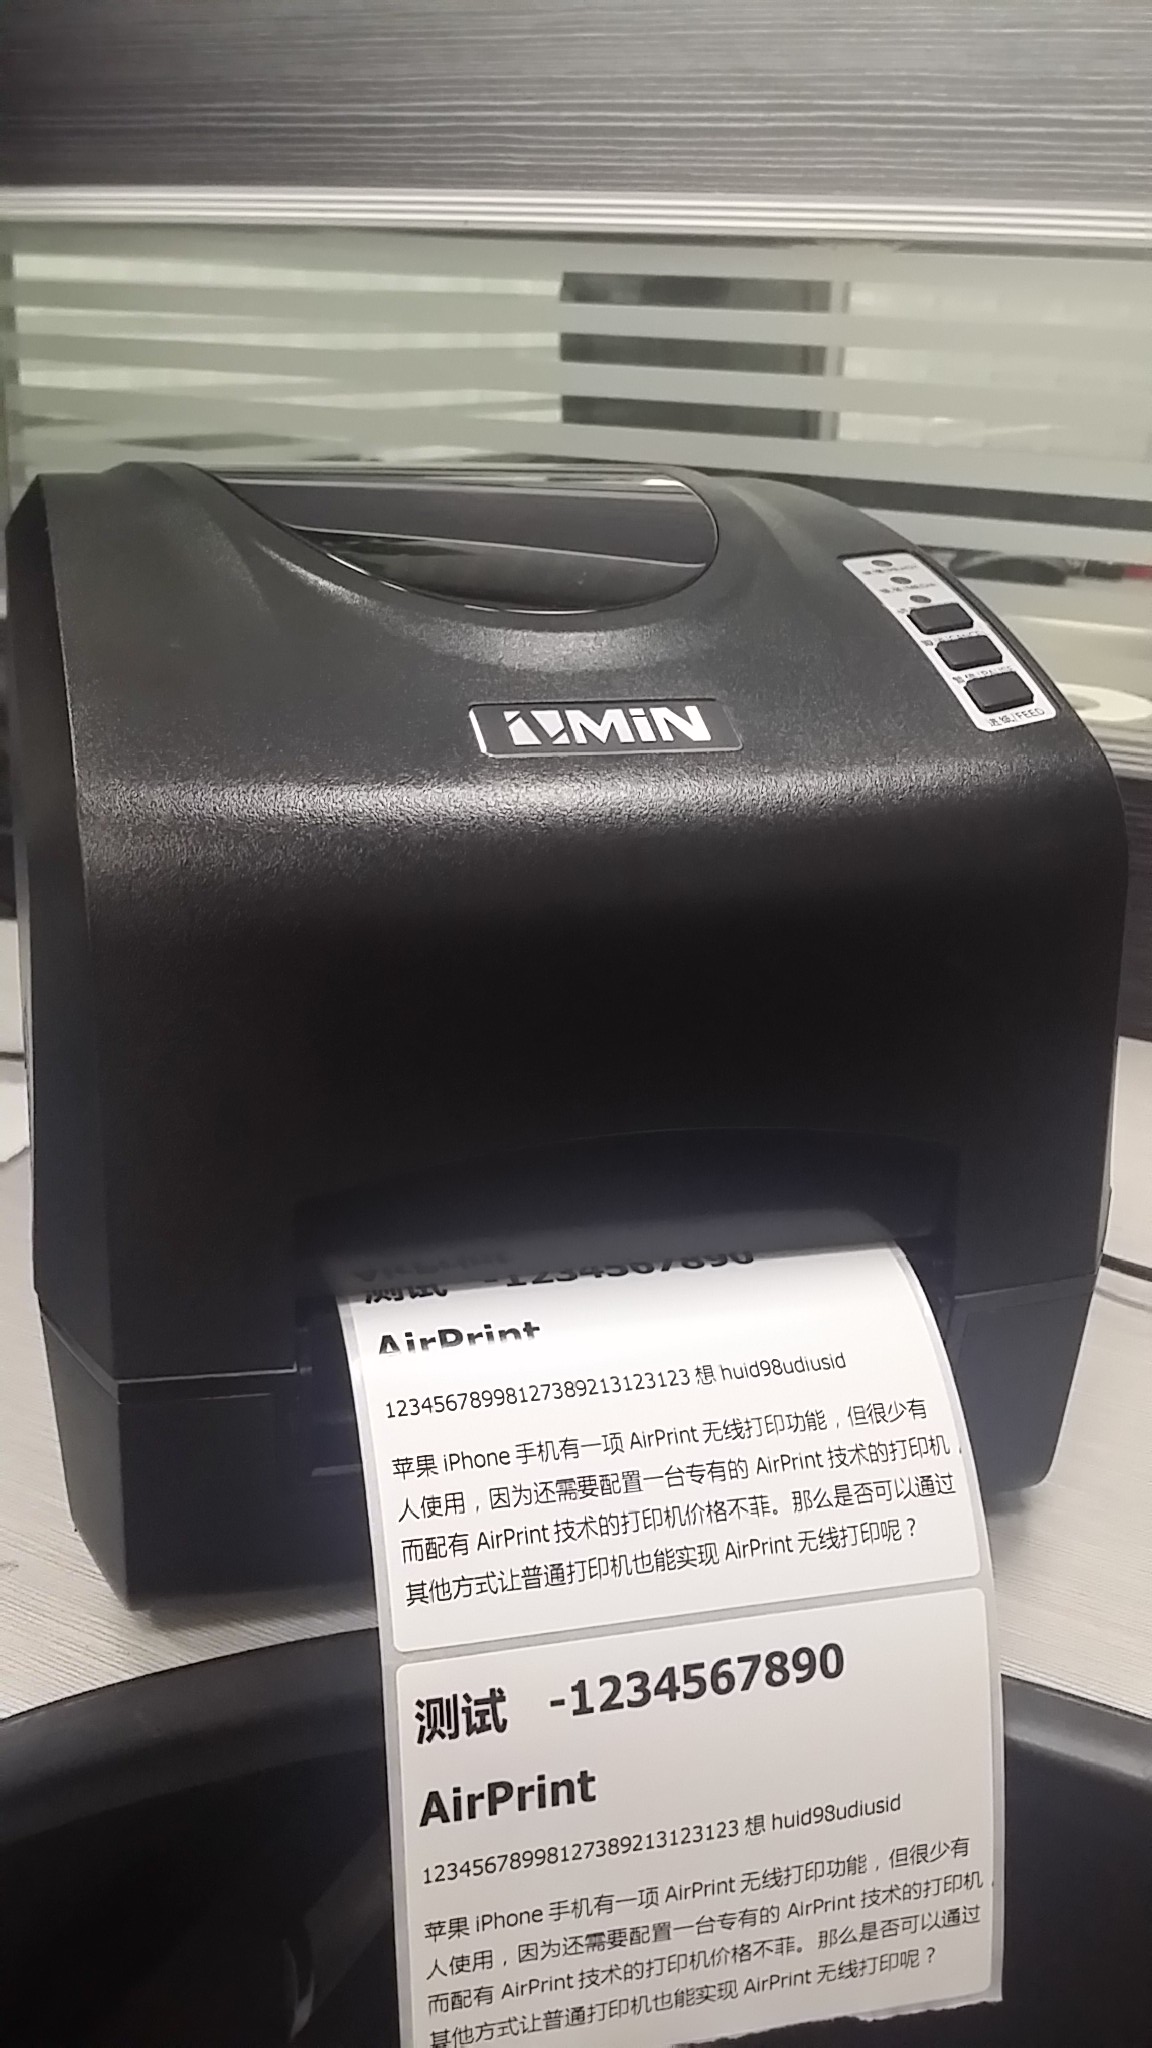 MiN
进纸/FEED
测试 -1234567890
AirPrint
12345678998127389213123123 想 huid98udiusid
苹果 iPhone 手机有一项 AirPrint 无线打印功能，但很少有
人使用，因为还需要配置一台专有的 AirPrint 技术的打印机，
而配有 AirPrint 技术的打印机价格不菲。那么是否可以通过
其他方式让普通打印机也能实现 AirPrint 无线打印呢？
测试 -1234567890
AirPrint
12345678998127389213123123 想 huid98udiusid
苹果 iPhone 手机有一项 AirPrint 无线打印功能，但很少有
人使用，因为还需要配置一台专有的 AirPrint 技术的打印机，
而配有 AirPrint 技术的打印机价格不菲。那么是否可以通过
其他方式让普通打印机也能实现 AirPrint 无线打印呢？